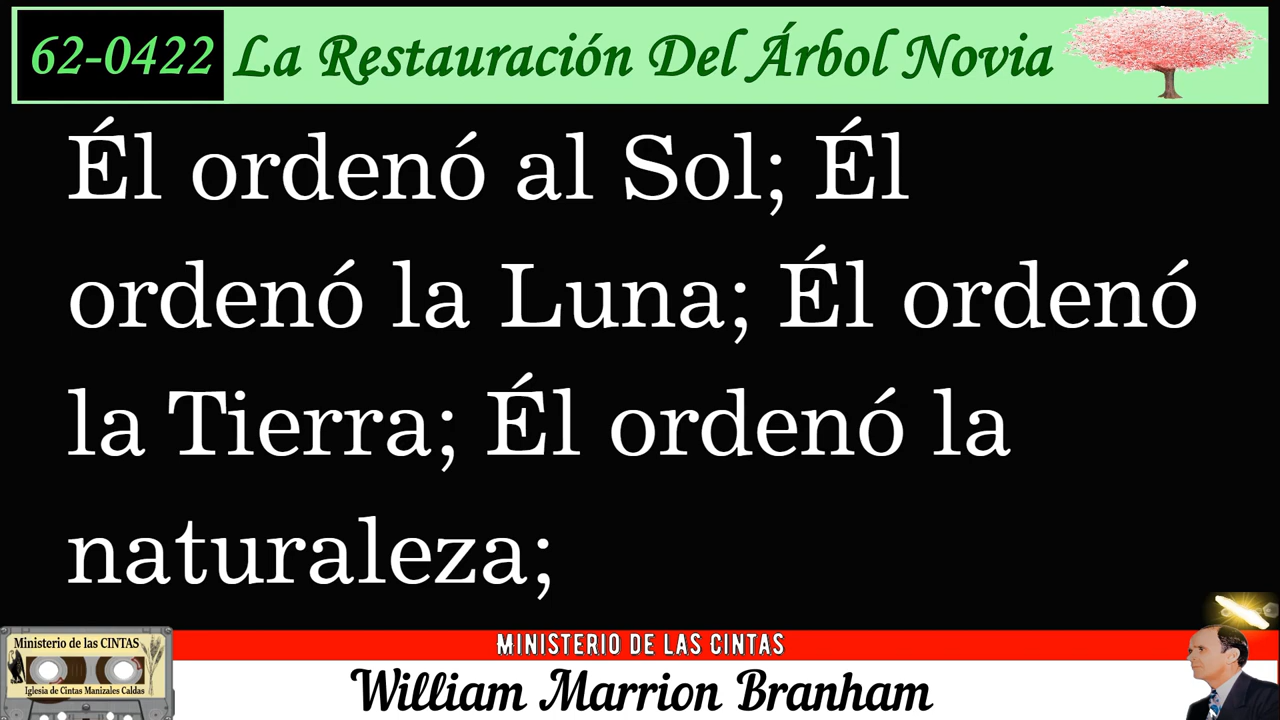 62-0422 La Restauración Del Árbol Novia
Él ordenó al Sol; Él
ordenó la Luna; Él ordenó
la Tierra; Él ordenó la
naturaleza;
MINISTERIO DE LAS CINTAS
William Marrion Branham
Ministerio de las CINTAS
Iglesia de Cintas Manizales Caldas